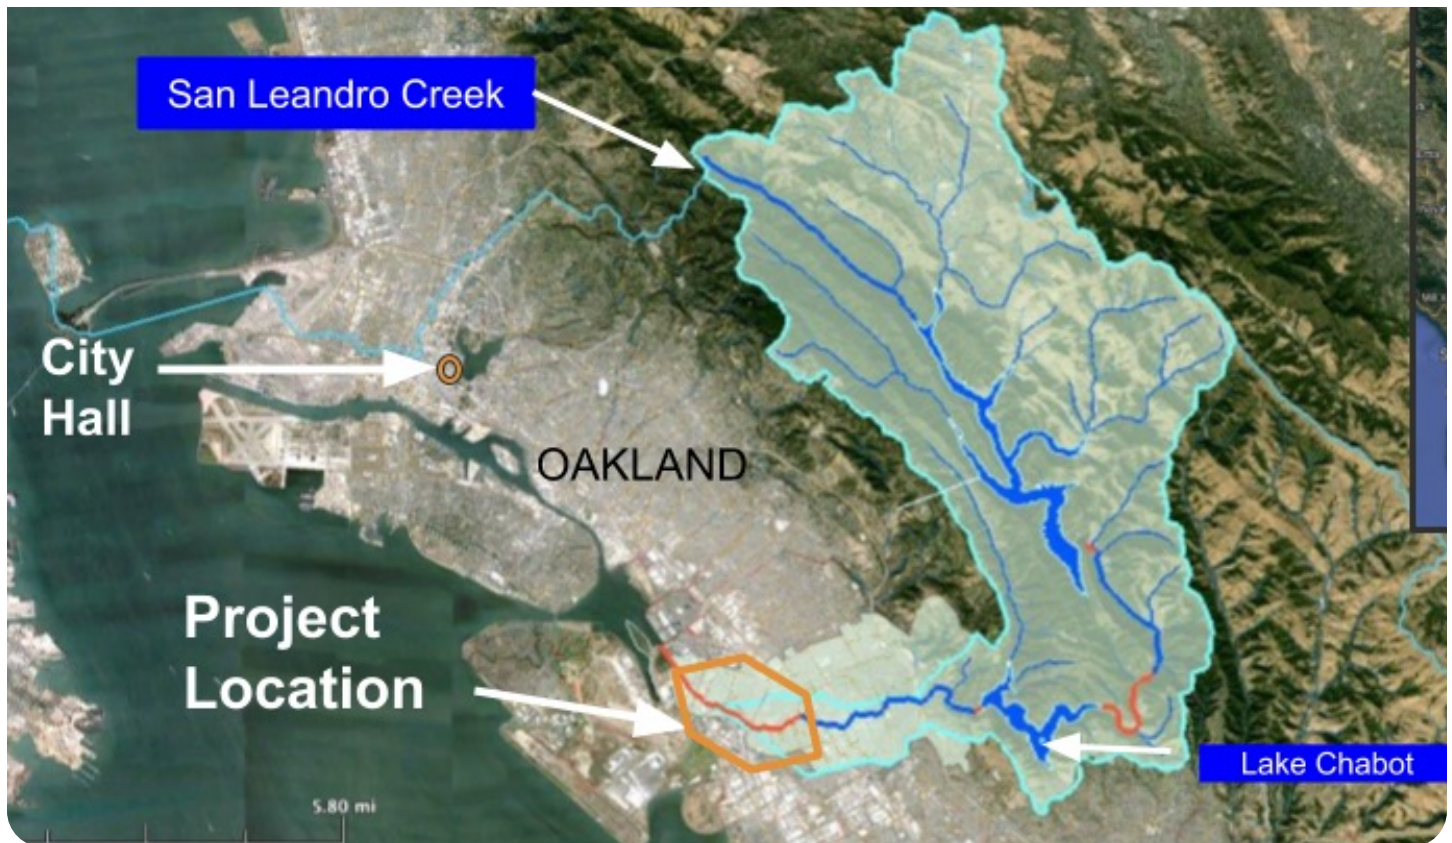 San Leandro Creek
City
Hall
OAKLAND
Project
Location
Lake Chabot
5.80 mi